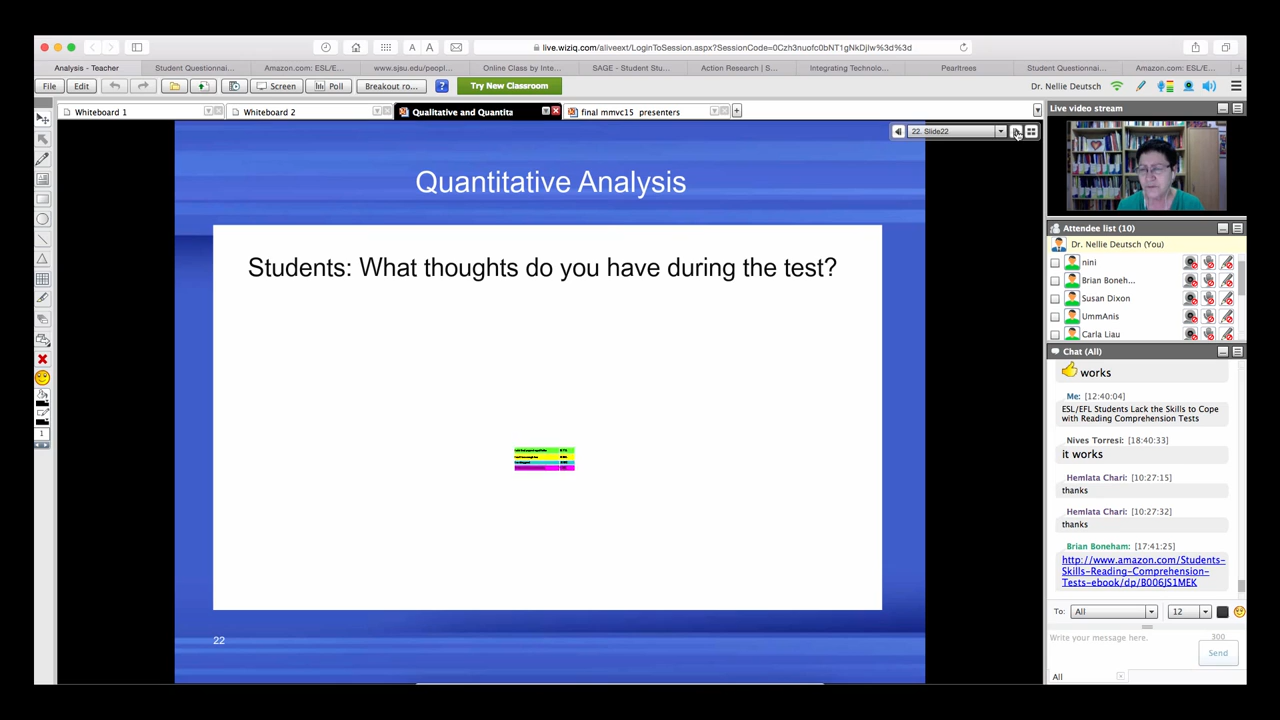 live.wiziq.com/aliveext/LoginToSession.aspx?SessionCode=0Czh3nuofc0bNT1gNkDjIw%3d%3d
Analysis - Teacher
Student Questionnai...
Amazon.com: ESL/E...
www.sjsu/edu/peopl...
Online Class by Inte...
SAGE - Student Stu...
Action Research | S...
Integrating Technolo...
Pearltrees
Student Questionnai...
Amazon.com: ESL/E...
File
Edit
Screen
Poll
Breakout ro...
?
Try New Classroom
Dr. Nellie Deutsch
Whiteboard 1
Whiteboard 2
Qualitative and Quantita
final mmvc15 presenters
22. Slide22
Quantitative Analysis
Students: What thoughts do you have during the test?
22
1
Live video stream
Attendee list (10)
Dr. Nellie Deutsch (You)
nini
Brian Boneh...
Susan Dixon
UmmAnis
Carla Liau
Chat (All)
works
Me: [12:40:04]
ESL/EFL Students Lack the Skills to Cope
with Reading Comprehension Tests
Nives Torresi: [18:40:33]
it works
Hemlata Chari: [10:27:15]
thanks
Hemlata Chari: [10:27:32]
thanks
Brian Boneham: [17:41:25]
http://www.amazon.com/Students-
Skills-Reading-Comprehension-
Tests-ebook/dp/B006JS1MEK
To: All 12
Write your message here. 300
Send
All